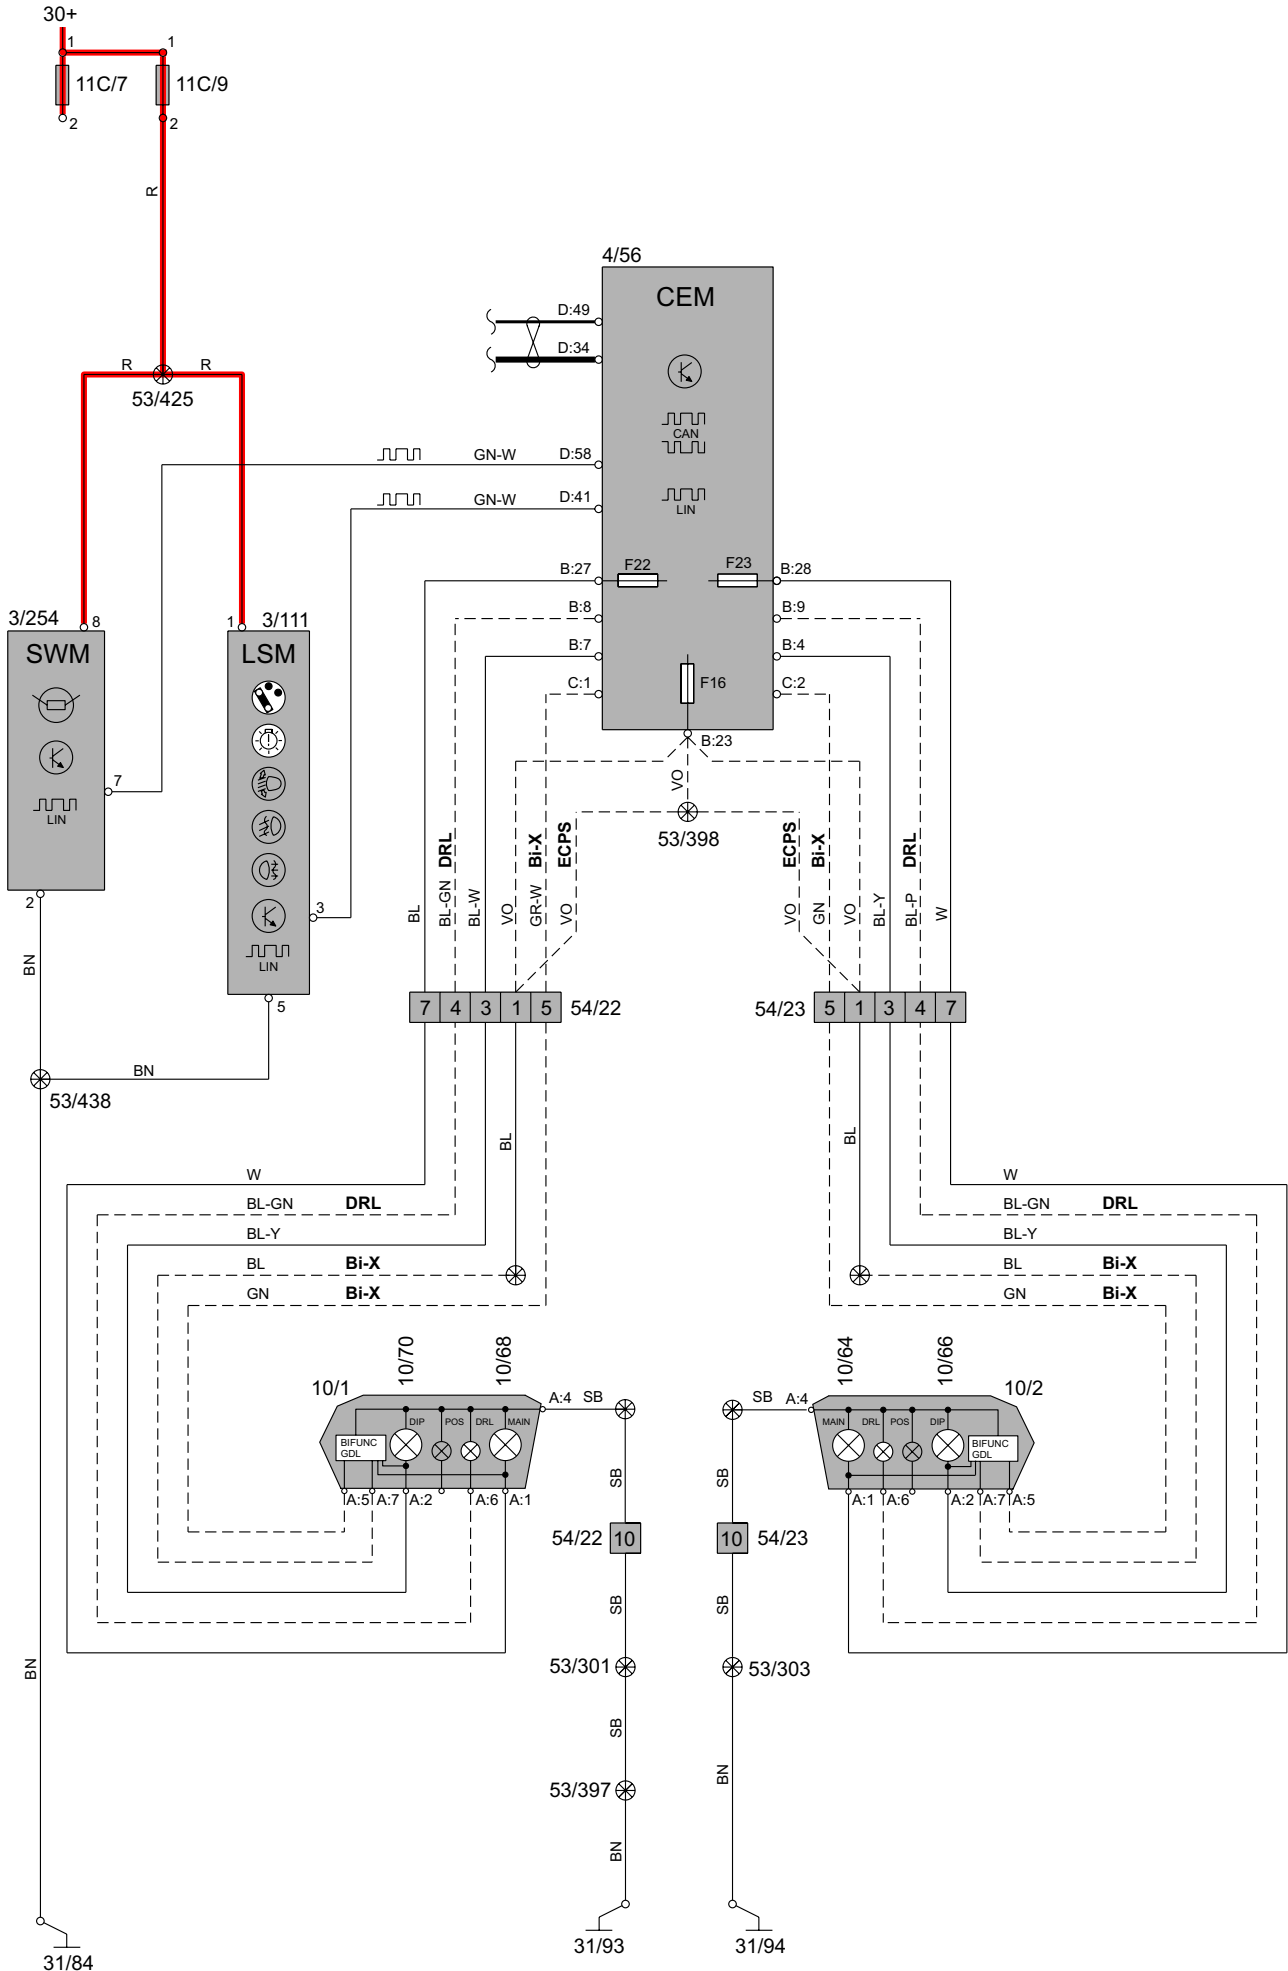 30+
1 1
11C/7 11C/9
2 2
R
4/56
CEM
D:49
D:34
R R
53/425
CAN
GN-W D:58
GN-W D:41
LIN
B:27 F22 F23 B:28
B:8 B:9
B:7 B:4
C:1 F16 C:2
B:23
3/254 8 1 3/111
SWM LSM
7
LIN
2
3
LIN
5
VO
53/398
BL
BL-GN DRL
BL-W
VO
GR-W Bi-X
VO ECPS
VO ECPS
GN Bi-X
VO
BL-Y
BL-P DRL
W
BN
7 4 3 1 5 54/22
54/23 5 1 3 4 7
BN
53/438
BL BL
W W
BL-GN DRL BL-GN DRL
BL-Y BL-Y
BL Bi-X BL Bi-X
GN Bi-X GN Bi-X
10/70 10/68 10/64 10/66
10/1 10/2
A:4 SB SB A:4
DIP POS DRL MAIN
MAIN DRL POS DIP
BIFUNC
GDL
BIFUNC
GDL
A:5 A:7 A:2 A:6 A:1
A:1 A:6 A:2 A:7 A:5
SB SB
54/22 10 10 54/23
SB SB
BN
53/301 53/303
SB
BN
53/397
BN
31/84
31/93 31/94